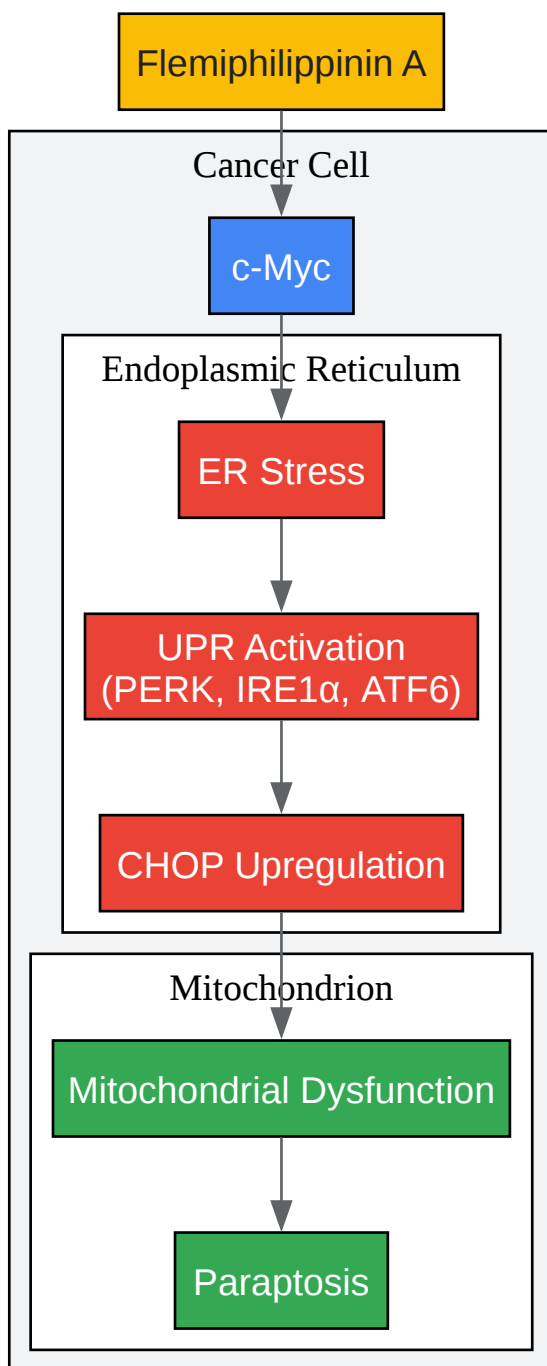 Flemiphilippinin A
Cancer Cell
c-Myc
Endoplasmic Reticulum
ER Stress
UPR Activation
(PERK, IRE1α, ATF6)
CHOP Upregulation
Mitochondrion
Mitochondrial Dysfunction
Paraptosis